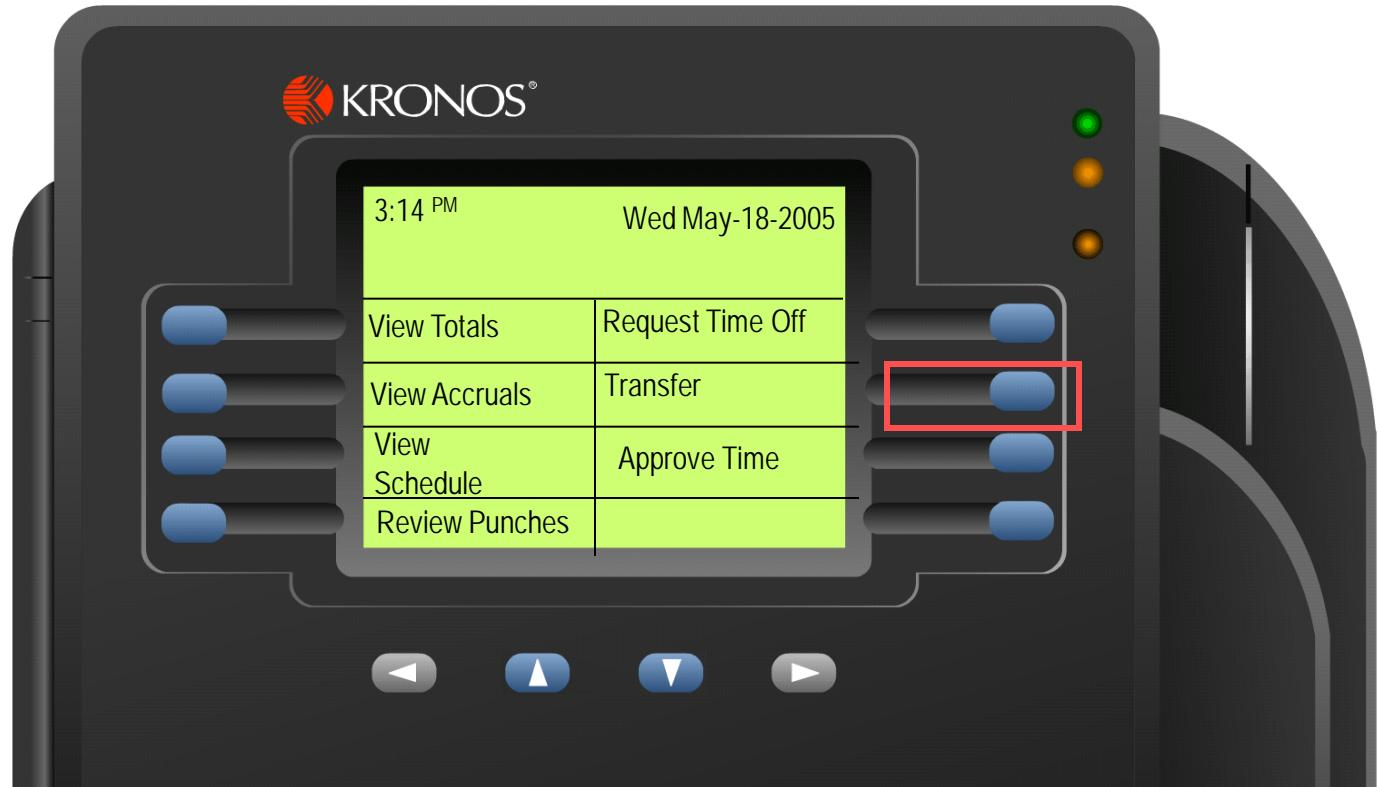 KRONOS®
3:14 PM
Wed May-18-2005
View Totals
Request Time Off
View Accruals
Transfer
View
Schedule
Approve Time
Review Punches